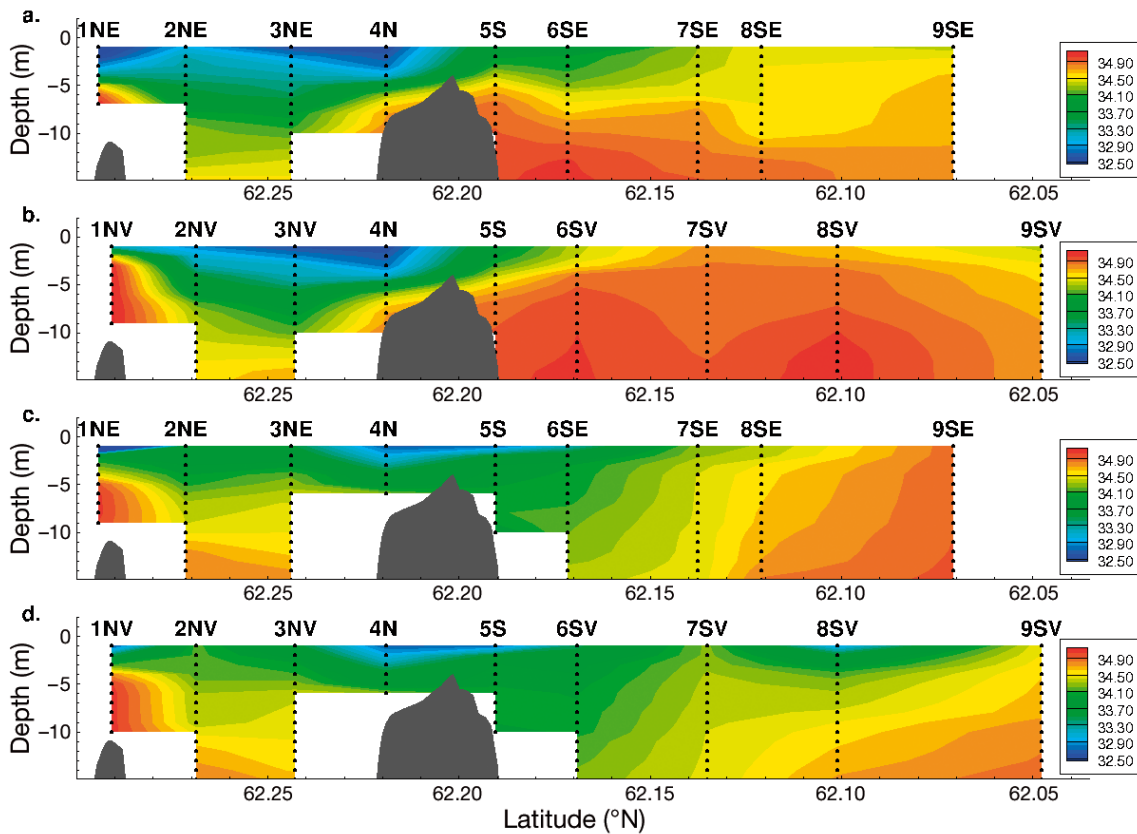 a.
1NE 2NE 3NE 4N 5S 6SE 7SE 8SE 9SE
0
−5
−10
Depth (m)
34.90
34.50
34.10
33.70
33.30
32.90
32.50
62.25 62.20 62.15 62.10 62.05
b.
1NV 2NV 3NV 4N 5S 6SV 7SV 8SV 9SV
0
−5
−10
Depth (m)
34.90
34.50
34.10
33.70
33.30
32.90
32.50
62.25 62.20 62.15 62.10 62.05
c.
1NE 2NE 3NE 4N 5S 6SE 7SE 8SE 9SE
0
−5
−10
Depth (m)
34.90
34.50
34.10
33.70
33.30
32.90
32.50
62.25 62.20 62.15 62.10 62.05
d.
1NV 2NV 3NV 4N 5S 6SV 7SV 8SV 9SV
0
−5
−10
Depth (m)
34.90
34.50
34.10
33.70
33.30
32.90
32.50
62.25 62.20 62.15 62.10 62.05
Latitude (°N)